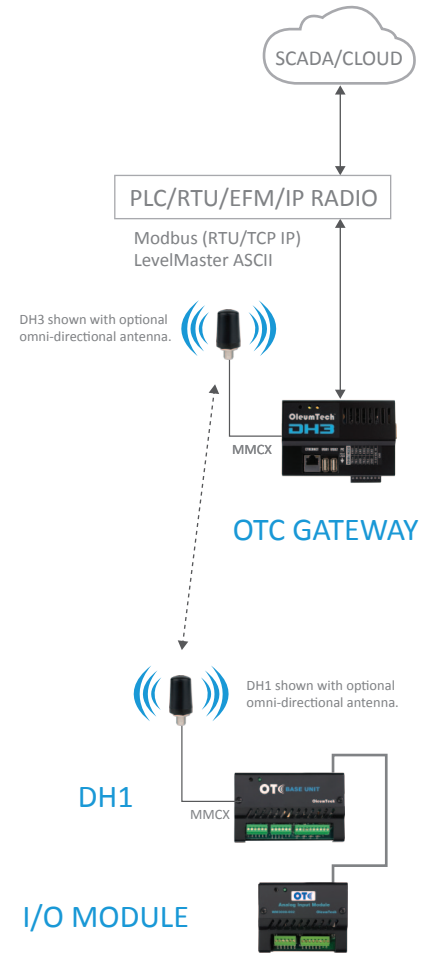 SCADA/CLOUD
PLC/RTU/EFM/IP RADIO
Modbus (RTU/TCP IP)
LevelMaster ASCII
DH3 shown with optional
omni-directional antenna.
OleumTech
DH3
MMCX
ETHERNET
OTC GATEWAY
DH1 shown with optional
omni-directional antenna.
OTC BASE UNIT
OleumTech
DH1
MMCX
OTC
Analog Input Module
OleumTech
I/O MODULE